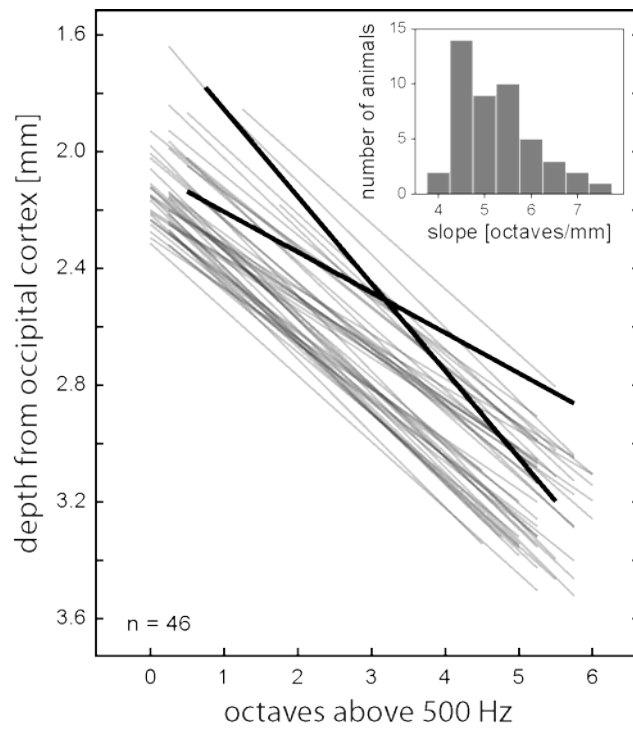 1.6
2.0
2.4
2.8
3.2
3.6
depth from occipital cortex [mm]
15
10
5
0
number of animals
4 5 6 7
slope [octaves/mm]
n = 46
0 1 2 3 4 5 6
octaves above 500 Hz